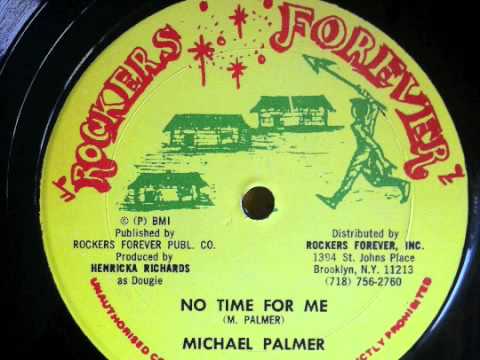 ROCKERS FOREVER
© (P) BMI
Published by
ROCKERS FOREVER PUBL. CO.
Produced by
HENRICKA RICHARDS
as Dougie
Distributed by
ROCKERS FOREVER, INC.
1394 St. Johns Place
Brooklyn, N.Y. 11213
(718) 756-2760
NO TIME FOR ME
(M. PALMER)
MICHAEL PALMER
UNAUTHORISED
PROHIBITED